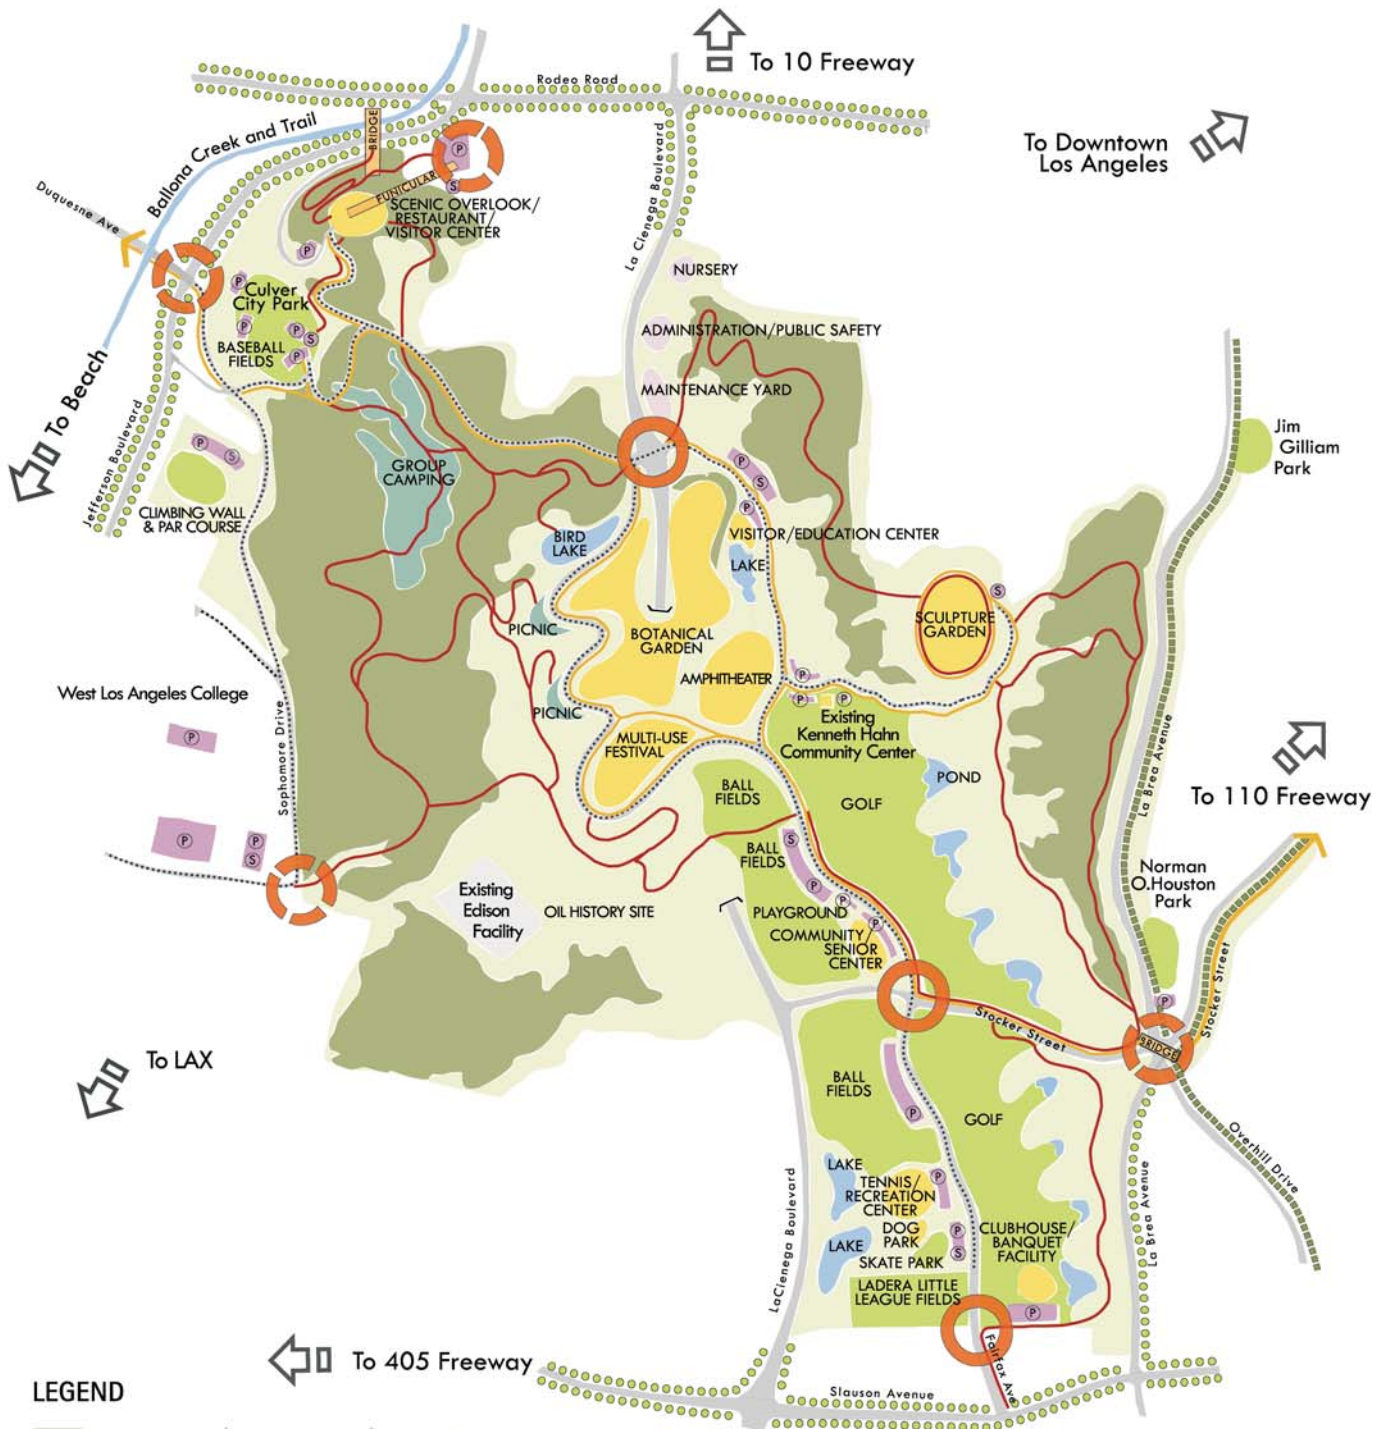 To 10 Freeway
Rodeo Road
To Downtown
Los Angeles
Ballona Creek and Trail
BRIDGE
P
La Cienega Boulevard
Duquesne Ave
FUNICULAR
S
SCENIC OVERLOOK/
RESTAURANT/
VISITOR CENTER
P
NURSERY
P
Culver
City Park
P
P
S
P
BASEBALL
FIELDS
ADMINISTRATION/PUBLIC SAFETY
MAINTENANCE YARD
To Beach
Jefferson Boulevard
P
S
CLIMBING WALL
& PAR COURSE
GROUP
CAMPING
P
S
P
Jim
Gilliam
Park
BIRD
LAKE
VISITOR/EDUCATION CENTER
LAKE
S
SCULPTURE
GARDEN
PICNIC
BOTANICAL
GARDEN
AMPHITHEATER
P
P
P
West Los Angeles College
P
Sophomore Drive
PICNIC
MULTI-USE
FESTIVAL
Existing
Kenneth Hahn
Community Center
La Brea Avenue
POND
BALL
FIELDS
GOLF
To 110 Freeway
P
P
S
S
BALL
FIELDS
P
P
P
Norman
O.Houston
Park
Existing
Edison
Facility
OIL HISTORY SITE
PLAYGROUND
COMMUNITY/
SENIOR
CENTER
Stocker Street
P
Stocker Street
BRIDGE
To LAX
BALL
FIELDS
P
GOLF
Overhill Drive
LAKE
P
TENNIS/
RECREATION
CENTER
La Brea Avenue
LaCienega Boulevard
DOG
PARK
P
S
CLUBHOUSE/
BANQUET
FACILITY
LAKE
SKATE PARK
LADERA LITTLE
LEAGUE FIELDS
P
Fairfax Ave
To 405 Freeway
Slauson Avenue
LEGEND